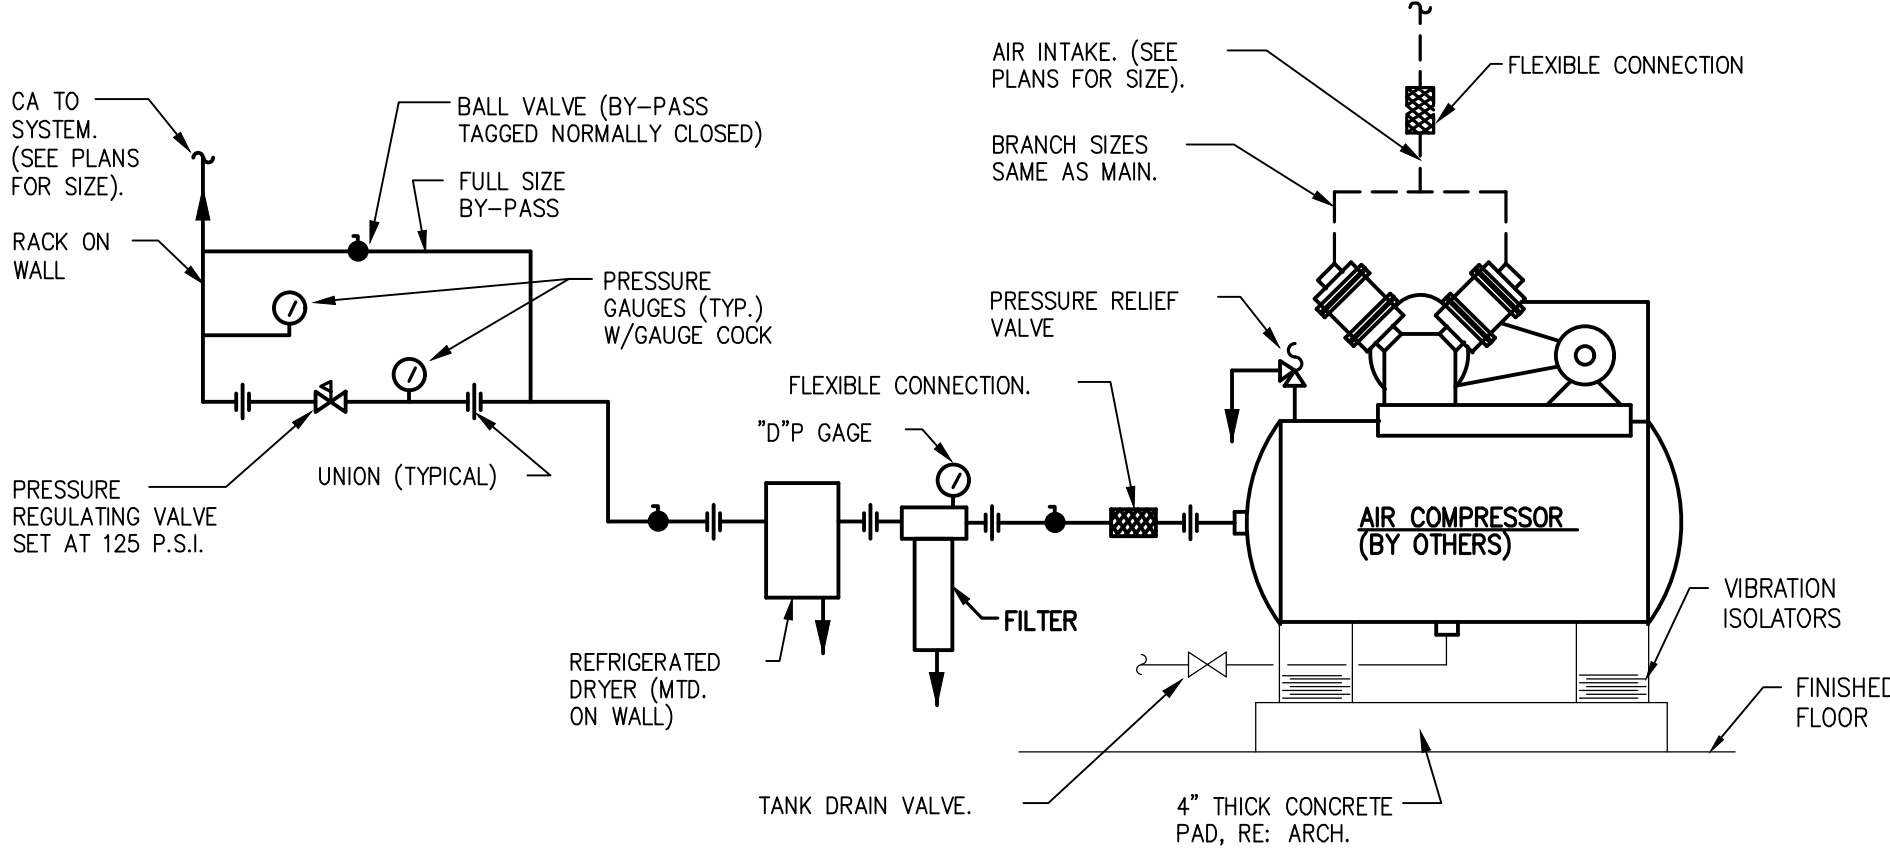 CA TO
SYSTEM.
(SEE PLANS
FOR SIZE).
RACK ON
WALL
BALL VALVE (BY-PASS
TAGGED NORMALLY CLOSED)
FULL SIZE
BY-PASS
PRESSURE
GAUGES (TYP.)
W/GAUGE COCK
PRESSURE
REGULATING VALVE
SET AT 125 P.S.I.
UNION (TYPICAL)
AIR INTAKE. (SEE
PLANS FOR SIZE).
FLEXIBLE CONNECTION
BRANCH SIZES
SAME AS MAIN.
PRESSURE RELIEF
VALVE
FLEXIBLE CONNECTION.
"D"P GAGE
REFRIGERATED
DRYER (MTD.
ON WALL)
FILTER
AIR COMPRESSOR
(BY OTHERS)
VIBRATION
ISOLATORS
FINISHED
FLOOR
TANK DRAIN VALVE.
4" THICK CONCRETE
PAD, RE: ARCH.